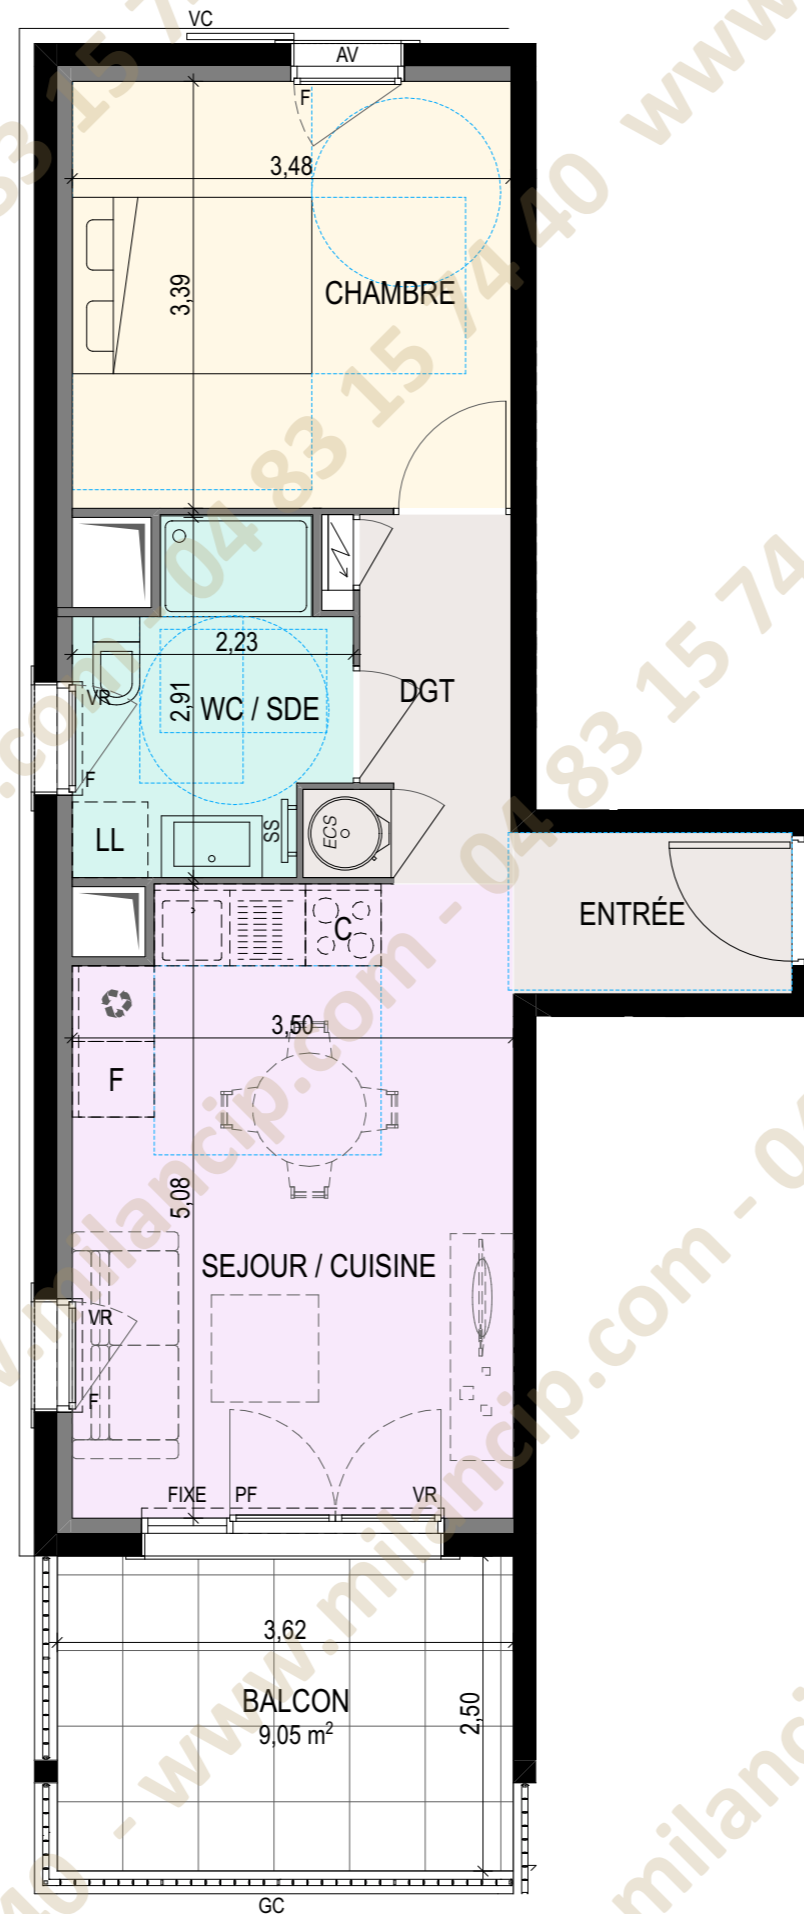 VC
AV
F
3,48
3,39
CHAMBRE
2,23
2,91
WC / SDE
DGT
VR
F
LL
SS
ECS
ENTRÉE
C
3,50
F
5,08
SEJOUR / CUISINE
VR
F
FIXE PF VR
3,62
BALCON
9,05 m²
2,50
GC
www.milancip.com - 04 83 15 74 40